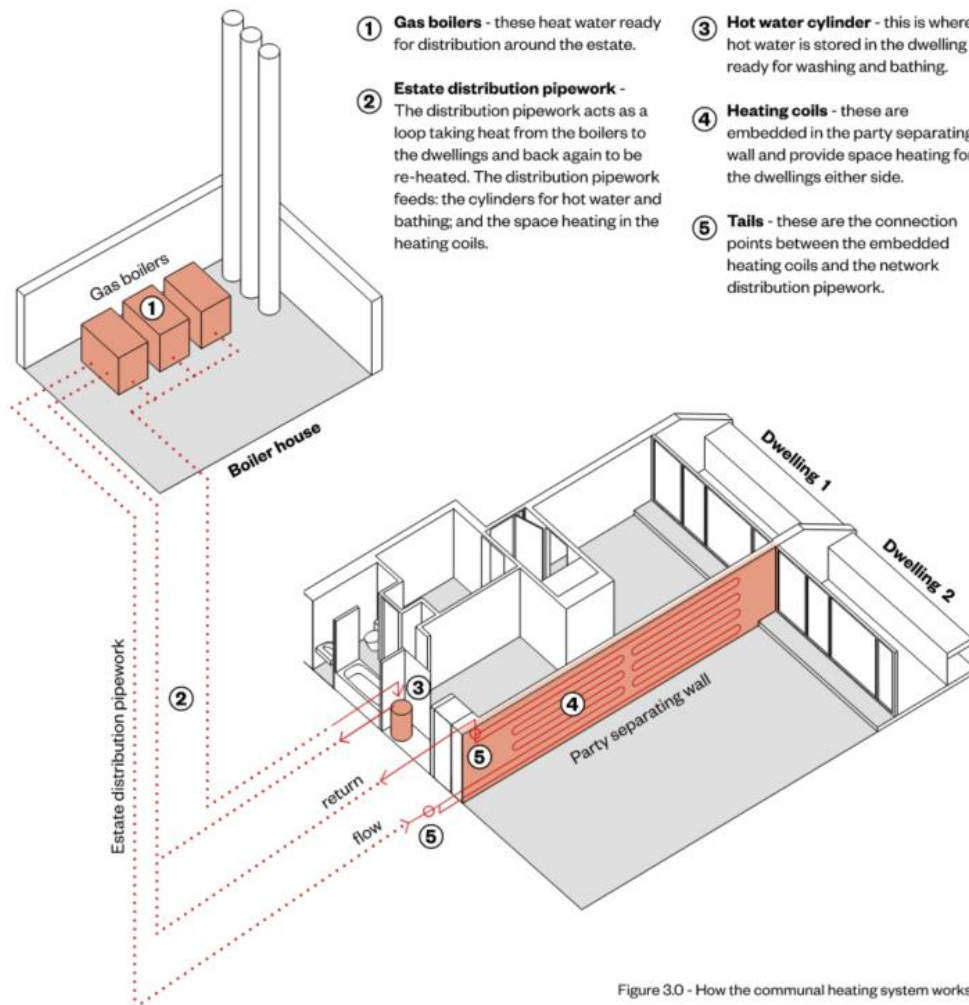 ① Gas boilers - these heat water ready
for distribution around the estate.
② Estate distribution pipework -
The distribution pipework acts as a
loop taking heat from the boilers to
the dwellings and back again to be
re-heated. The distribution pipework
feeds: the cylinders for hot water and
bathing; and the space heating in the
heating coils.
③ Hot water cylinder - this is where
hot water is stored in the dwelling
ready for washing and bathing.
④ Heating coils - these are
embedded in the party separating
wall and provide space heating for
the dwellings either side.
⑤ Tails - these are the connection
points between the embedded
heating coils and the network
distribution pipework.
Gas boilers
①
Boiler house
Dwelling 1
Dwelling 2
Estate distribution pipework
②
③
④
Party separating wall
⑤
return
flow
⑤
Figure 3.0 - How the communal heating system works